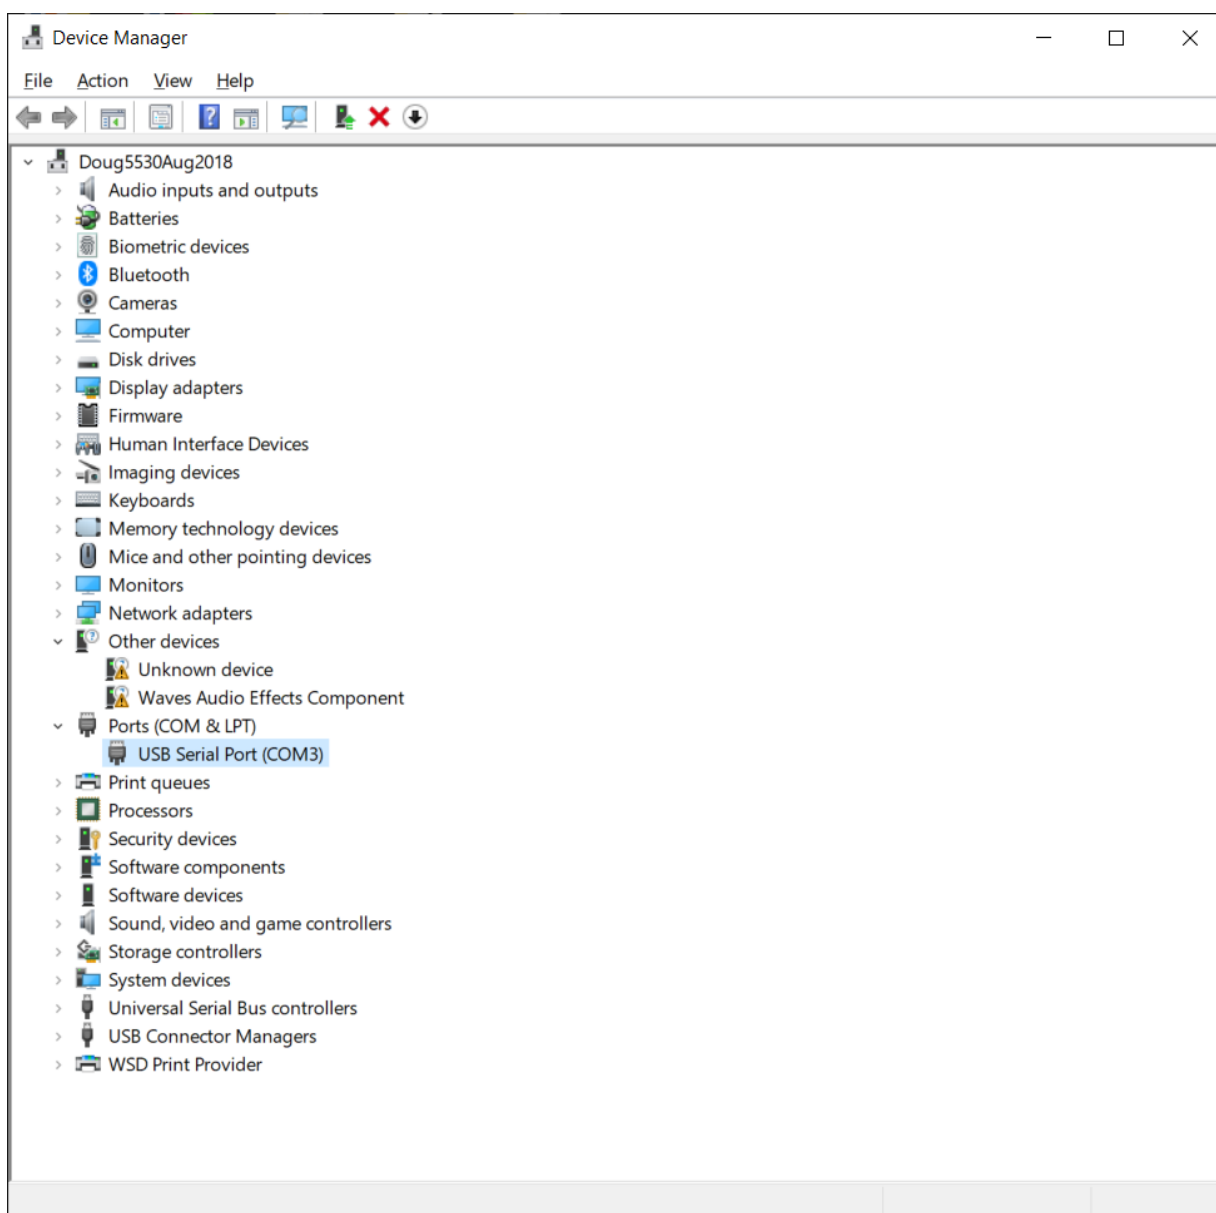 Device Manager
File Action View Help
Doug5530Aug2018
Audio inputs and outputs
Batteries
Biometric devices
Bluetooth
Cameras
Computer
Disk drives
Display adapters
Firmware
Human Interface Devices
Imaging devices
Keyboards
Memory technology devices
Mice and other pointing devices
Monitors
Network adapters
Other devices
Unknown device
Waves Audio Effects Component
Ports (COM & LPT)
USB Serial Port (COM3)
Print queues
Processors
Security devices
Software components
Software devices
Sound, video and game controllers
Storage controllers
System devices
Universal Serial Bus controllers
USB Connector Managers
WSD Print Provider